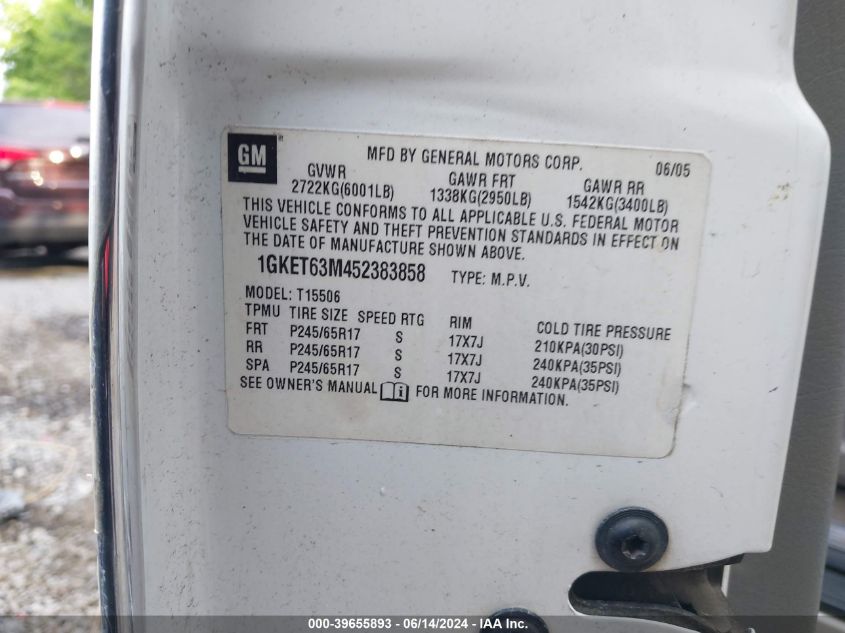 GM
MFD BY GENERAL MOTORS CORP. 06/05
GVWR GAWR FRT GAWR RR
2722KG(6001LB) 1338KG(2950LB) 1542KG(3400LB)
THIS VEHICLE CONFORMS TO ALL APPLICABLE U.S. FEDERAL MOTOR
VEHICLE SAFETY AND THEFT PREVENTION STANDARDS IN EFFECT ON
THE DATE OF MANUFACTURE SHOWN ABOVE.
1GKET63M452383858 TYPE: M.P.V.
MODEL: T15506
TPMU TIRE SIZE SPEED RTG RIM COLD TIRE PRESSURE
FRT P245/65R17 S 17X7J 210KPA(30PSI)
RR P245/65R17 S 17X7J 240KPA(35PSI)
SPA P245/65R17 S 17X7J 240KPA(35PSI)
SEE OWNER'S MANUAL i FOR MORE INFORMATION.
000-39655893 - 06/14/2024 - IAA Inc.